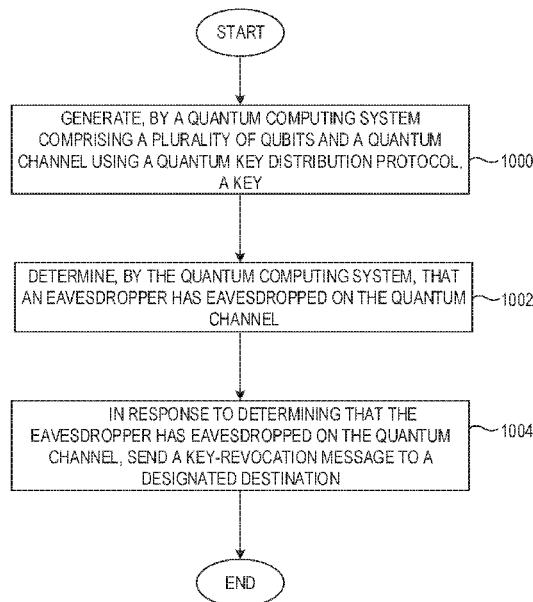 START
GENERATE, BY A QUANTUM COMPUTING SYSTEM
COMPRISING A PLURALITY OF QUBITS AND A QUANTUM
CHANNEL USING A QUANTUM KEY DISTRIBUTION PROTOCOL,
A KEY
1000
DETERMINE, BY THE QUANTUM COMPUTING SYSTEM, THAT
AN EAVESDROPPER HAS EAVESDROPPED ON THE QUANTUM
CHANNEL
1002
IN RESPONSE TO DETERMINING THAT THE
EAVESDROPPER HAS EAVESDROPPED ON THE QUANTUM
CHANNEL, SEND A KEY-REVOCATION MESSAGE TO A
DESIGNATED DESTINATION
1004
END